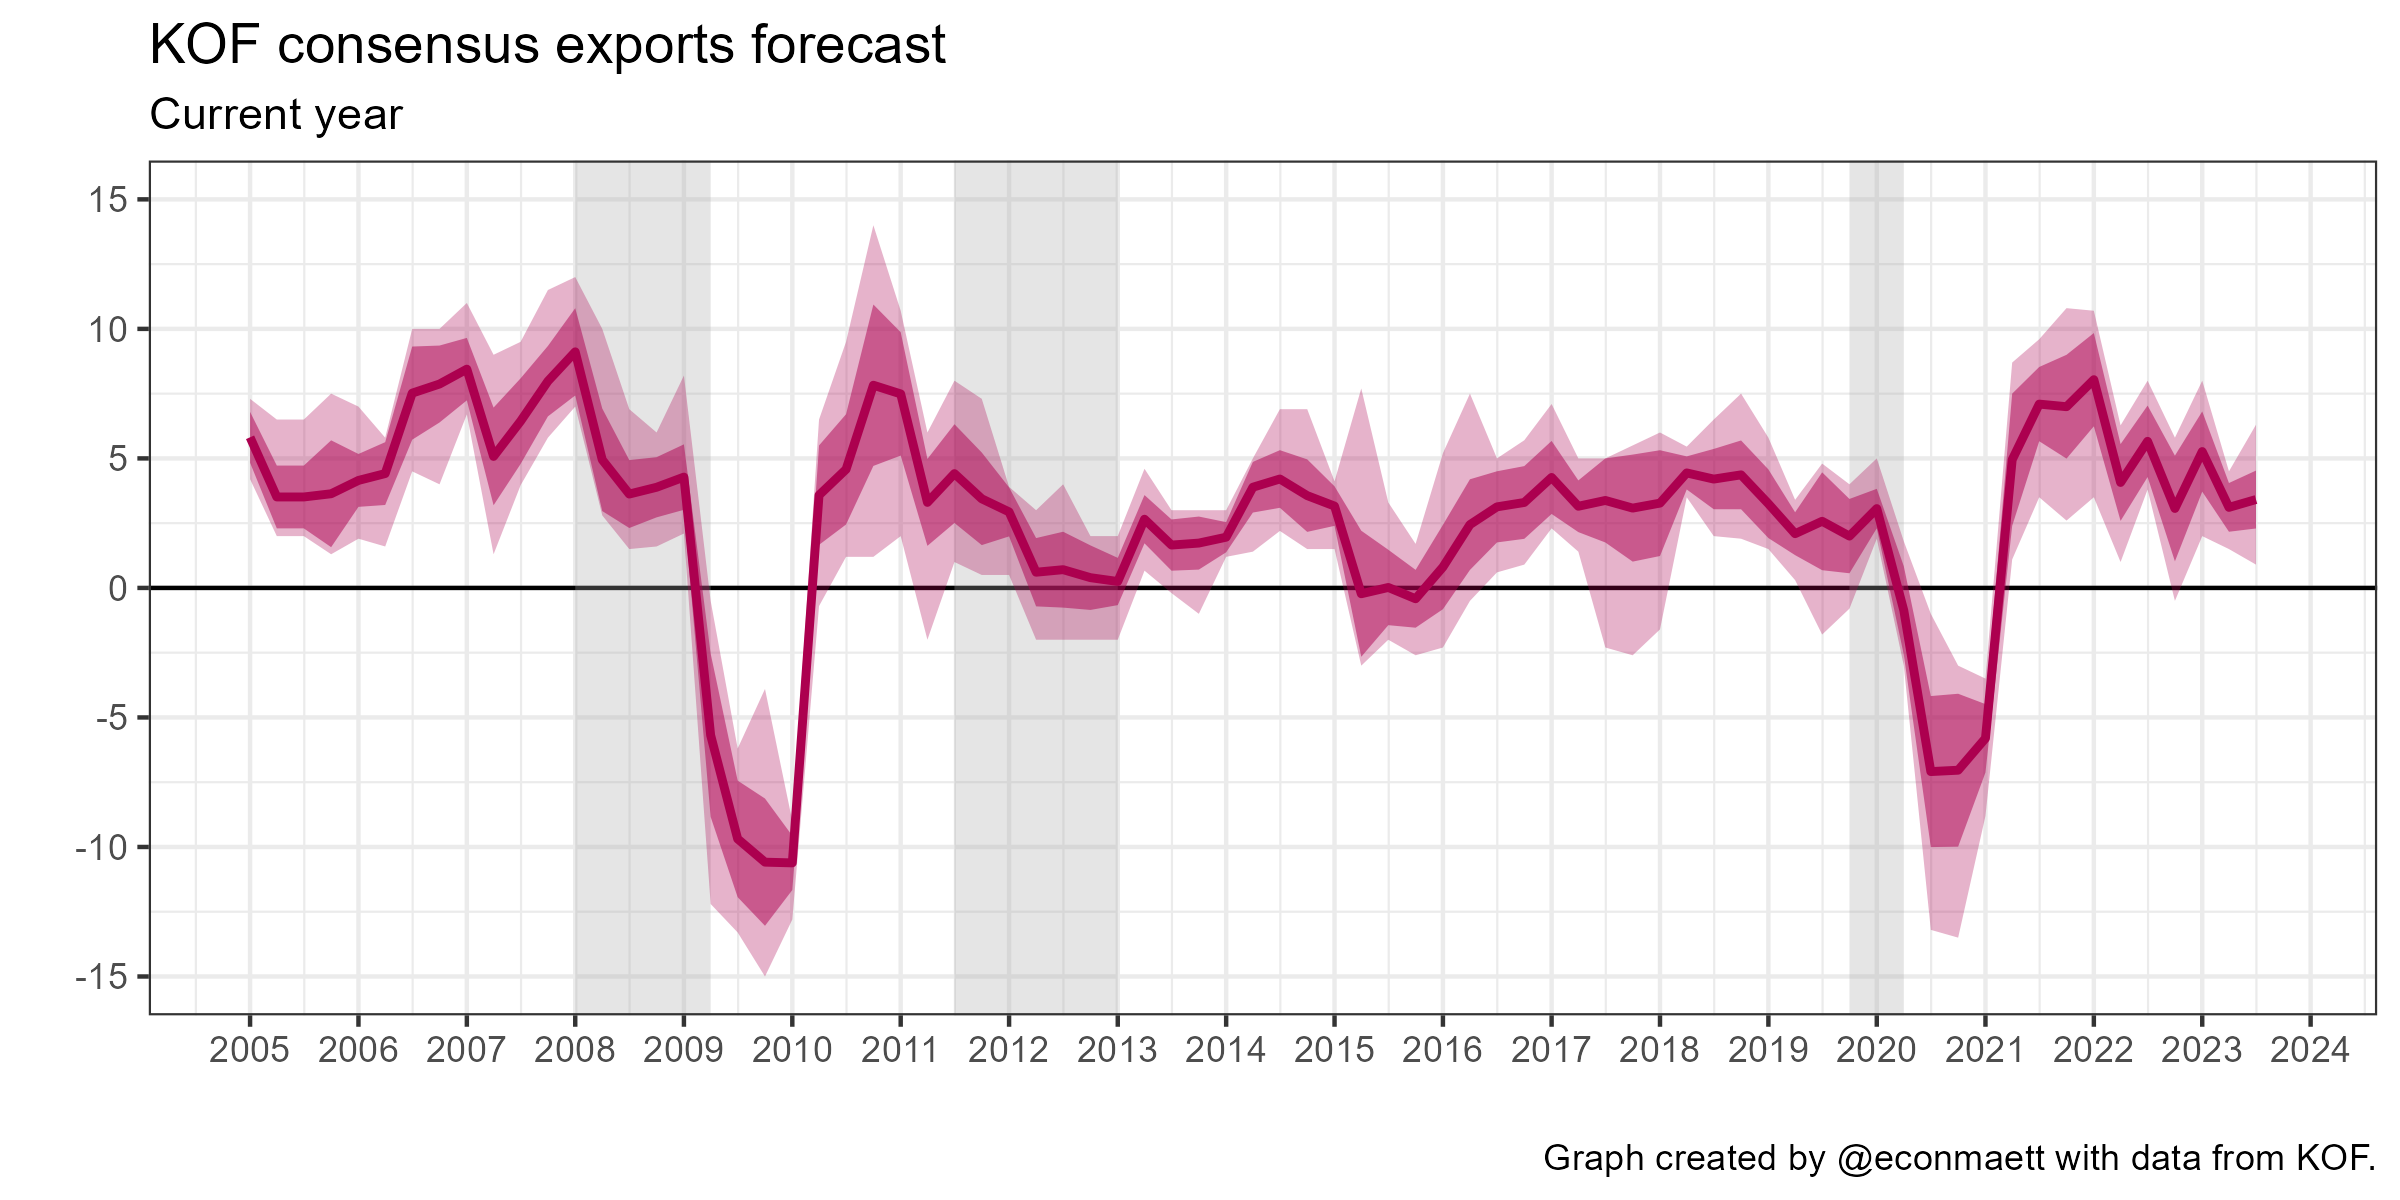 KOF consensus exports forecast
Current year
15
10
5
0
-5
-10
-15
2005 2006 2007 2008 2009 2010 2011 2012 2013 2014 2015 2016 2017 2018 2019 2020 2021 2022 2023 2024
Graph created by @econmaett with data from KOF.